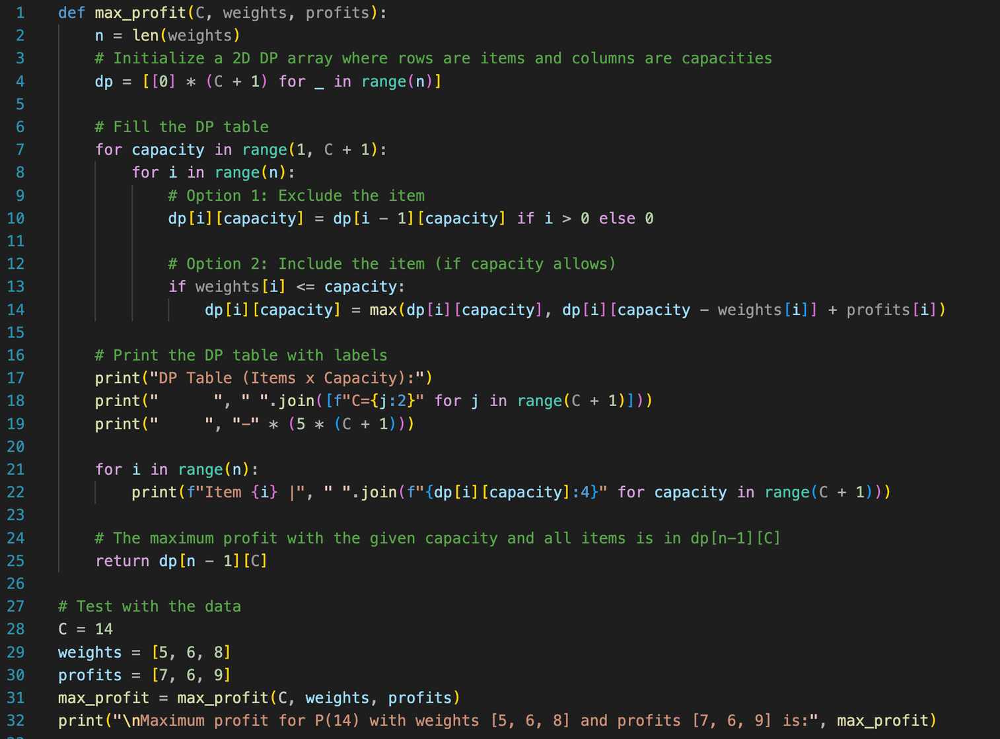 1 def max_profit(C, weights, profits):
2     n = len(weights)
3     # Initialize a 2D DP array where rows are items and columns are capacities
4     dp = [[0] * (C + 1) for _ in range(n)]
5
6     # Fill the DP table
7     for capacity in range(1, C + 1):
8         for i in range(n):
9             # Option 1: Exclude the item
10             dp[i][capacity] = dp[i - 1][capacity] if i > 0 else 0
11
12             # Option 2: Include the item (if capacity allows)
13             if weights[i] <= capacity:
14                 dp[i][capacity] = max(dp[i][capacity], dp[i][capacity - weights[i]] + profits[i])
15
16     # Print the DP table with labels
17     print("DP Table (Items x Capacity):")
18     print("      ", " ".join([f"C={j:2}" for j in range(C + 1)]))
19     print("     ", "-" * (5 * (C + 1)))
20
21     for i in range(n):
22         print(f"Item {i} |", " ".join(f"{dp[i][capacity]:4}" for capacity in range(C + 1)))
23
24     # The maximum profit with the given capacity and all items is in dp[n-1][C]
25     return dp[n - 1][C]
26
27 # Test with the data
28 C = 14
29 weights = [5, 6, 8]
30 profits = [7, 6, 9]
31 max_profit = max_profit(C, weights, profits)
32 print("\nMaximum profit for P(14) with weights [5, 6, 8] and profits [7, 6, 9] is:", max_profit)